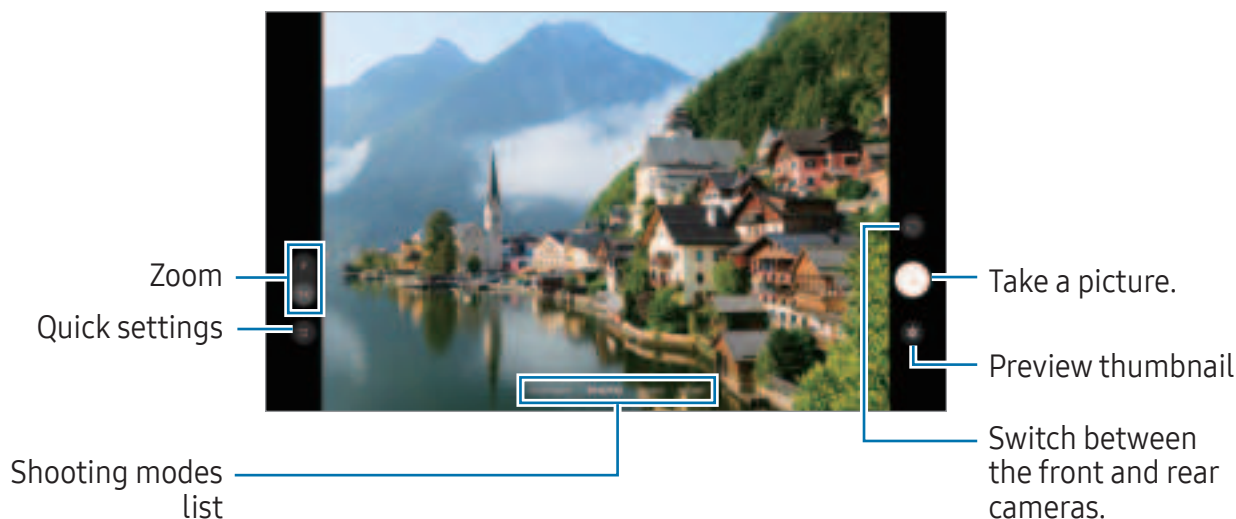 Zoom
Quick settings
Shooting modes
list
Take a picture.
Preview thumbnail
Switch between
the front and rear
cameras.